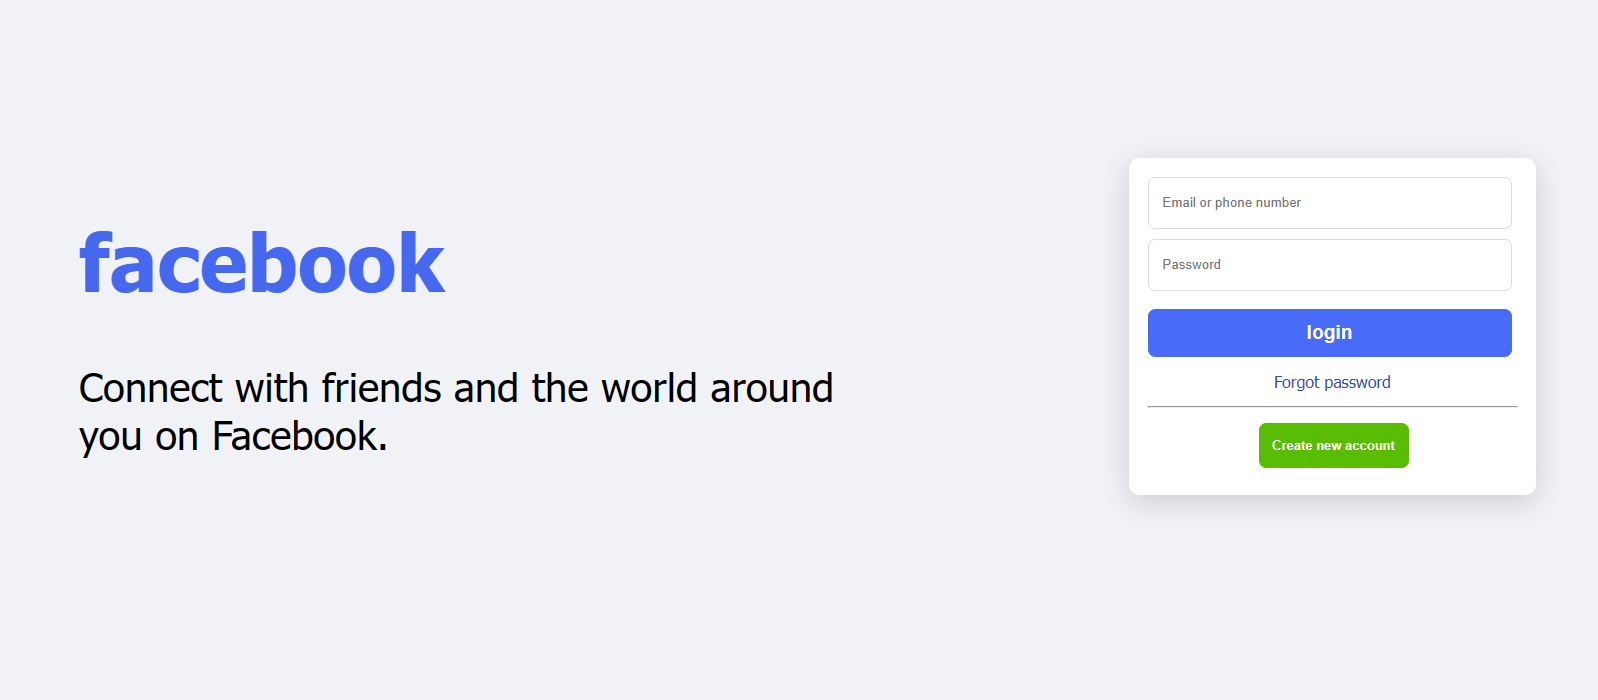 facebook
Connect with friends and the world around
you on Facebook.
Email or phone number
Password
login
Forgot password
Create new account